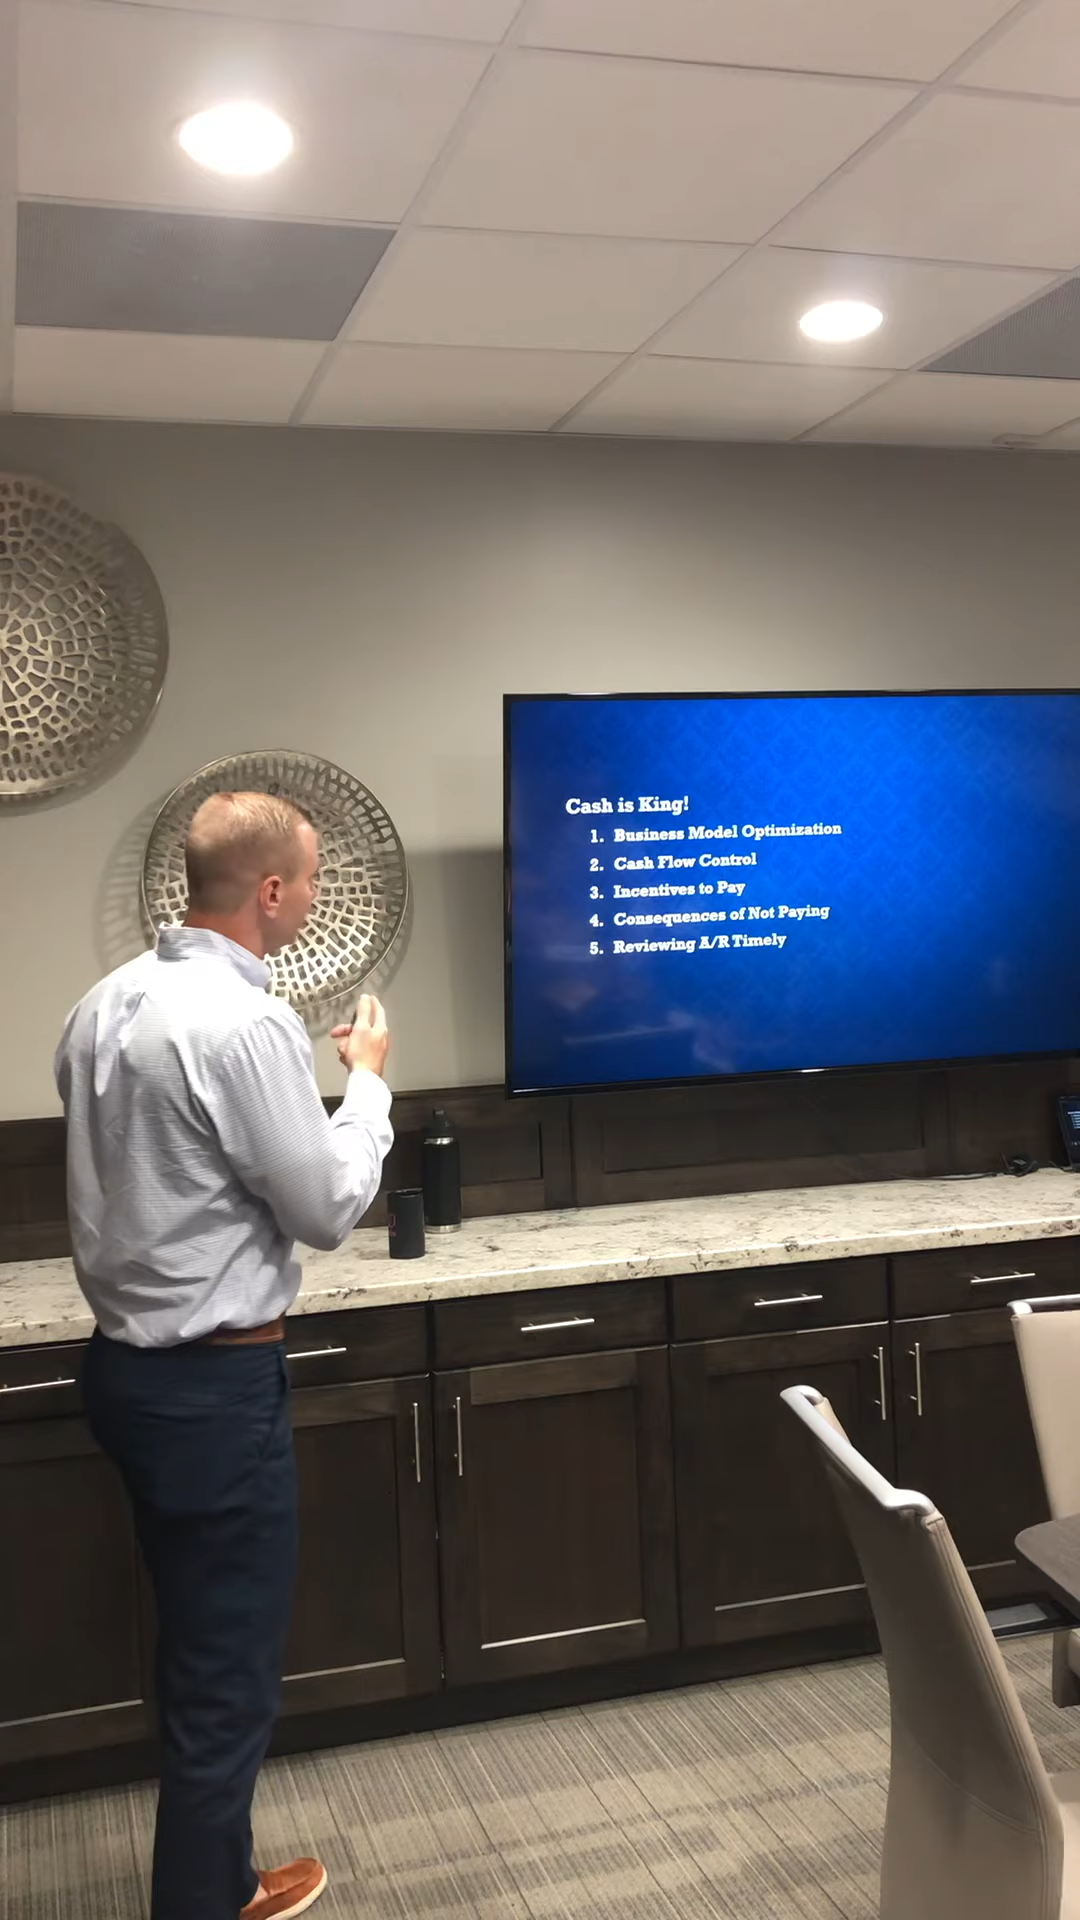 Cash is King!
1. Business Model Optimization
2. Cash Flow Control
3. Incentives to Pay
4. Consequences of Not Paying
5. Reviewing A/R Timely